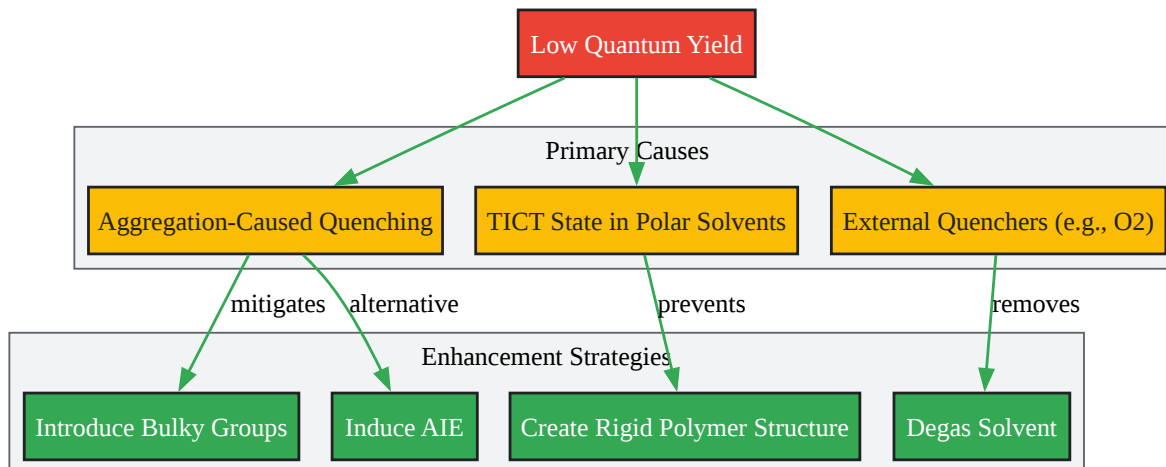 Low Quantum Yield
Primary Causes
Aggregation-Caused Quenching
TICT State in Polar Solvents
External Quenchers (e.g., O2)
mitigates
alternative
prevents
removes
Enhancement Strategies
Introduce Bulky Groups
Induce AIE
Create Rigid Polymer Structure
Degas Solvent